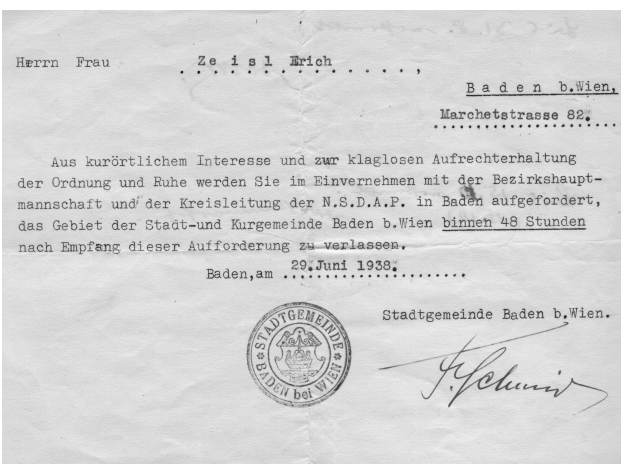 Herrn Frau Zeisl Erich,
Baden b.Wien,
Marchetstrasse 82.
Aus kurörtlichem Interesse und zur klaglosen Aufrechterhaltung
der Ordnung und Ruhe werden Sie im Einvernehmen mit der Bezirkshaupt-
mannschaft und der Kreisleitung der N.S.D.A.P. in Baden aufgefordert,
das Gebiet der Stadt-und Kurgemeinde Baden b.Wien binnen 48 Stunden
nach Empfang dieser Aufforderung zu verlassen.
Baden,am 29.Juni 1938.
Stadtgemeinde Baden b.Wien.
STADTGEMEINDE
BADEN bei WIEN